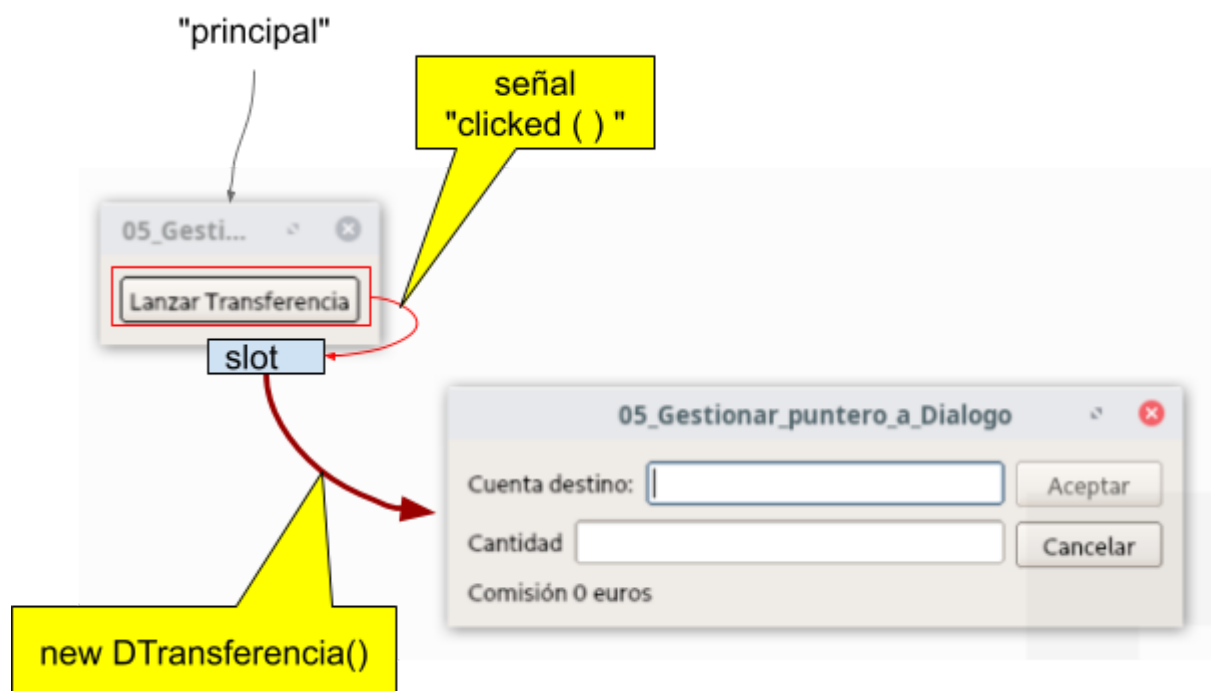 "principal"
señal
"clicked ( ) "
05_Gesti...
Lanzar Transferencia
slot
05_Gestionar_puntero_a_Dialogo
Cuenta destino:
Aceptar
Cantidad
Cancelar
Comisión 0 euros
new DTransferencia()